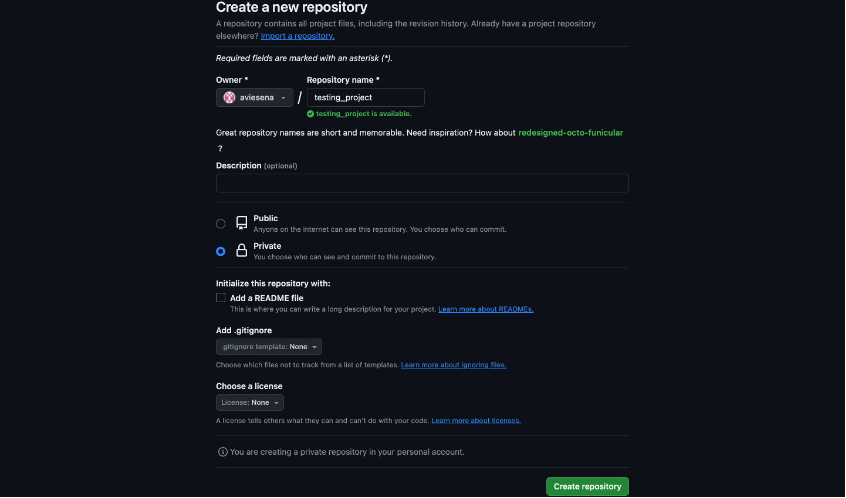 Create a new repository
A repository contains all project files, including the revision history. Already have a project repository
elsewhere? Import a repository.
Required fields are marked with an asterisk (*).
Owner * Repository name *
aviesena / testing_project
testing_project is available.
Great repository names are short and memorable. Need inspiration? How about redesigned-octo-funicular
?
Description (optional)
Public
Anyone on the internet can see this repository. You choose who can commit.
Private
You choose who can see and commit to this repository.
Initialize this repository with:
Add a README file
This is where you can write a long description for your project. Learn more about READMEs.
Add .gitignore
.gitignore template: None
Choose which files not to track from a list of templates. Learn more about ignoring files.
Choose a license
License: None
A license tells others what they can and can't do with your code. Learn more about licenses.
You are creating a private repository in your personal account.
Create repository